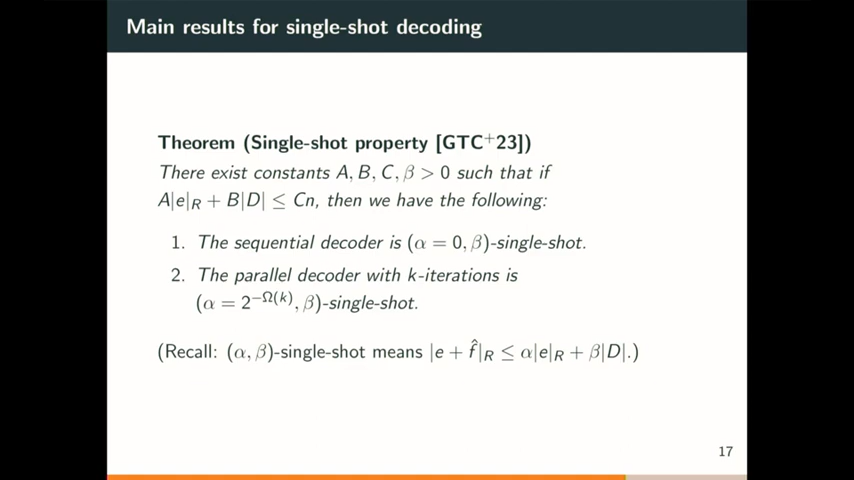 Main results for single-shot decoding
Theorem (Single-shot property [GTC⁺23])
There exist constants A, B, C, β > 0 such that if
A|e|_R + B|D| ≤ Cn, then we have the following:
1. The sequential decoder is (α = 0, β)-single-shot.
2. The parallel decoder with k-iterations is
(α = 2^{−Ω(k)}, β)-single-shot.
(Recall: (α, β)-single-shot means |e + f̂|_R ≤ α|e|_R + β|D|.)
17